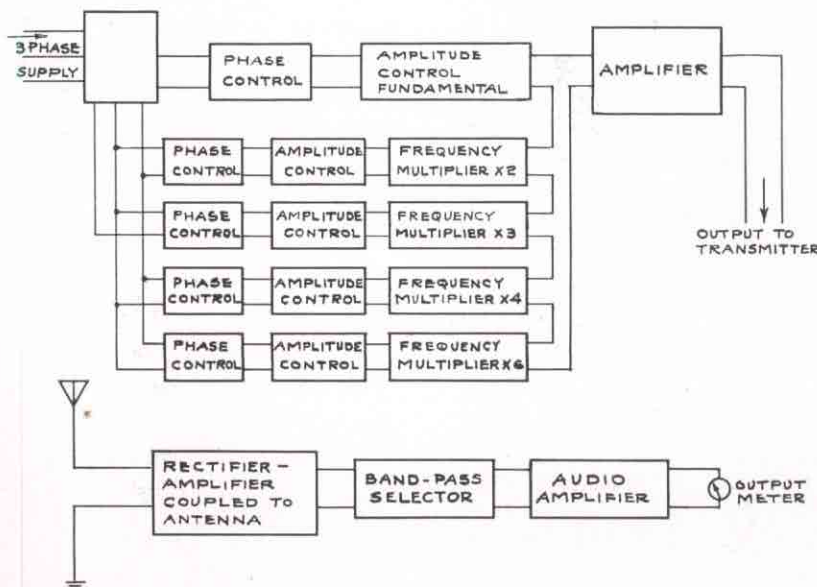 3 PHASE
SUPPLY
PHASE
CONTROL
AMPLITUDE
CONTROL
FUNDAMENTAL
AMPLIFIER
PHASE
CONTROL
AMPLITUDE
CONTROL
FREQUENCY
MULTIPLIER X2
PHASE
CONTROL
AMPLITUDE
CONTROL
FREQUENCY
MULTIPLIER X3
OUTPUT TO
TRANSMITTER
PHASE
CONTROL
AMPLITUDE
CONTROL
FREQUENCY
MULTIPLIER X4
PHASE
CONTROL
AMPLITUDE
CONTROL
FREQUENCY
MULTIPLIER X6
RECTIFIER –
AMPLIFIER
COUPLED TO
ANTENNA
BAND-PASS
SELECTOR
AUDIO
AMPLIFIER
OUTPUT
METER